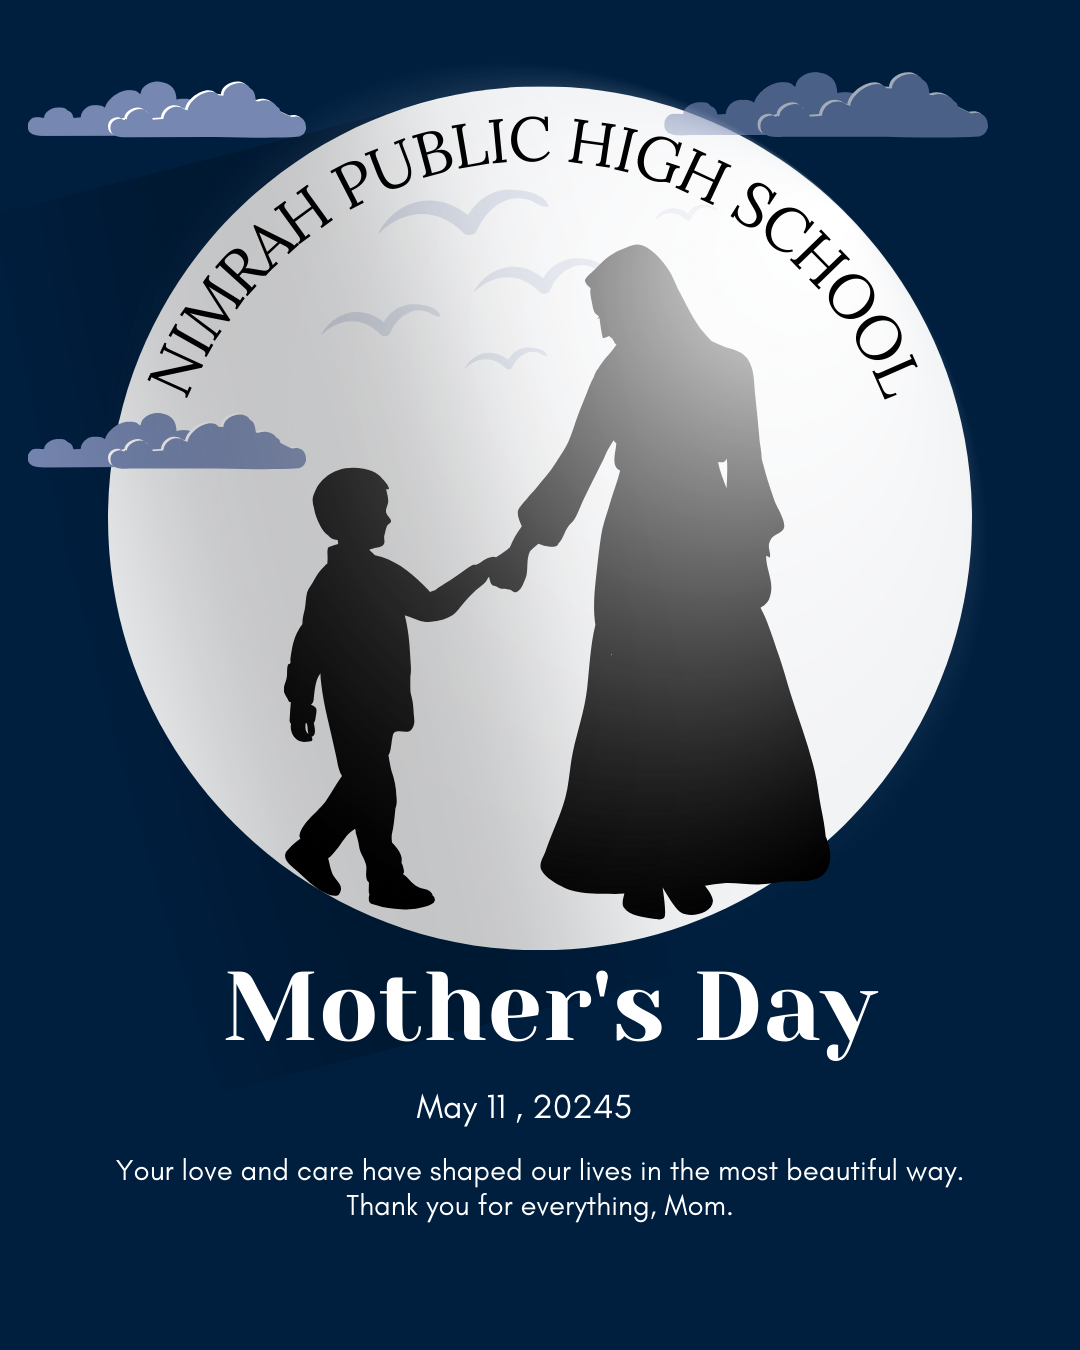 NIMRAH PUBLIC HIGH SCHOOL
Mother's Day
May 11 , 20245
Your love and care have shaped our lives in the most beautiful way.
Thank you for everything, Mom.